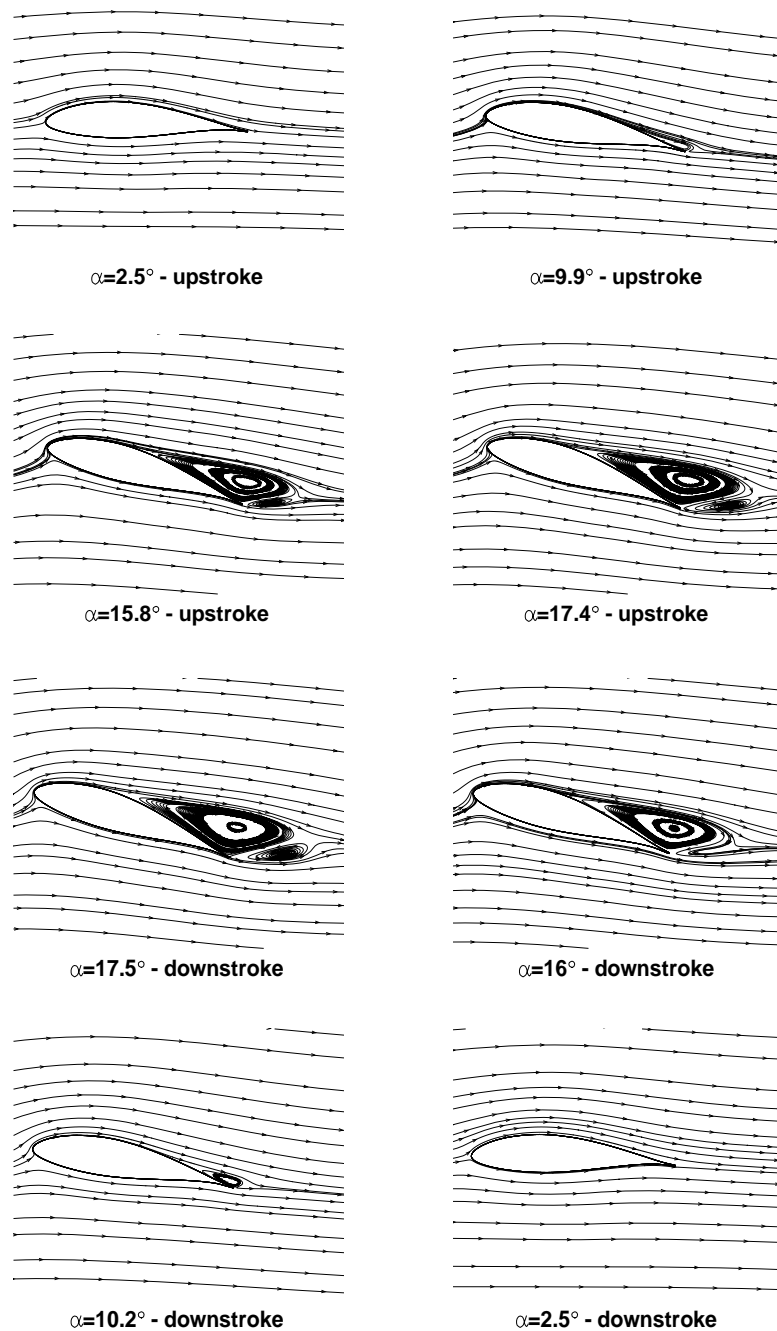 α=2.5° - upstroke
α=9.9° - upstroke
α=15.8° - upstroke
α=17.4° - upstroke
α=17.5° - downstroke
α=16° - downstroke
α=10.2° - downstroke
α=2.5° - downstroke